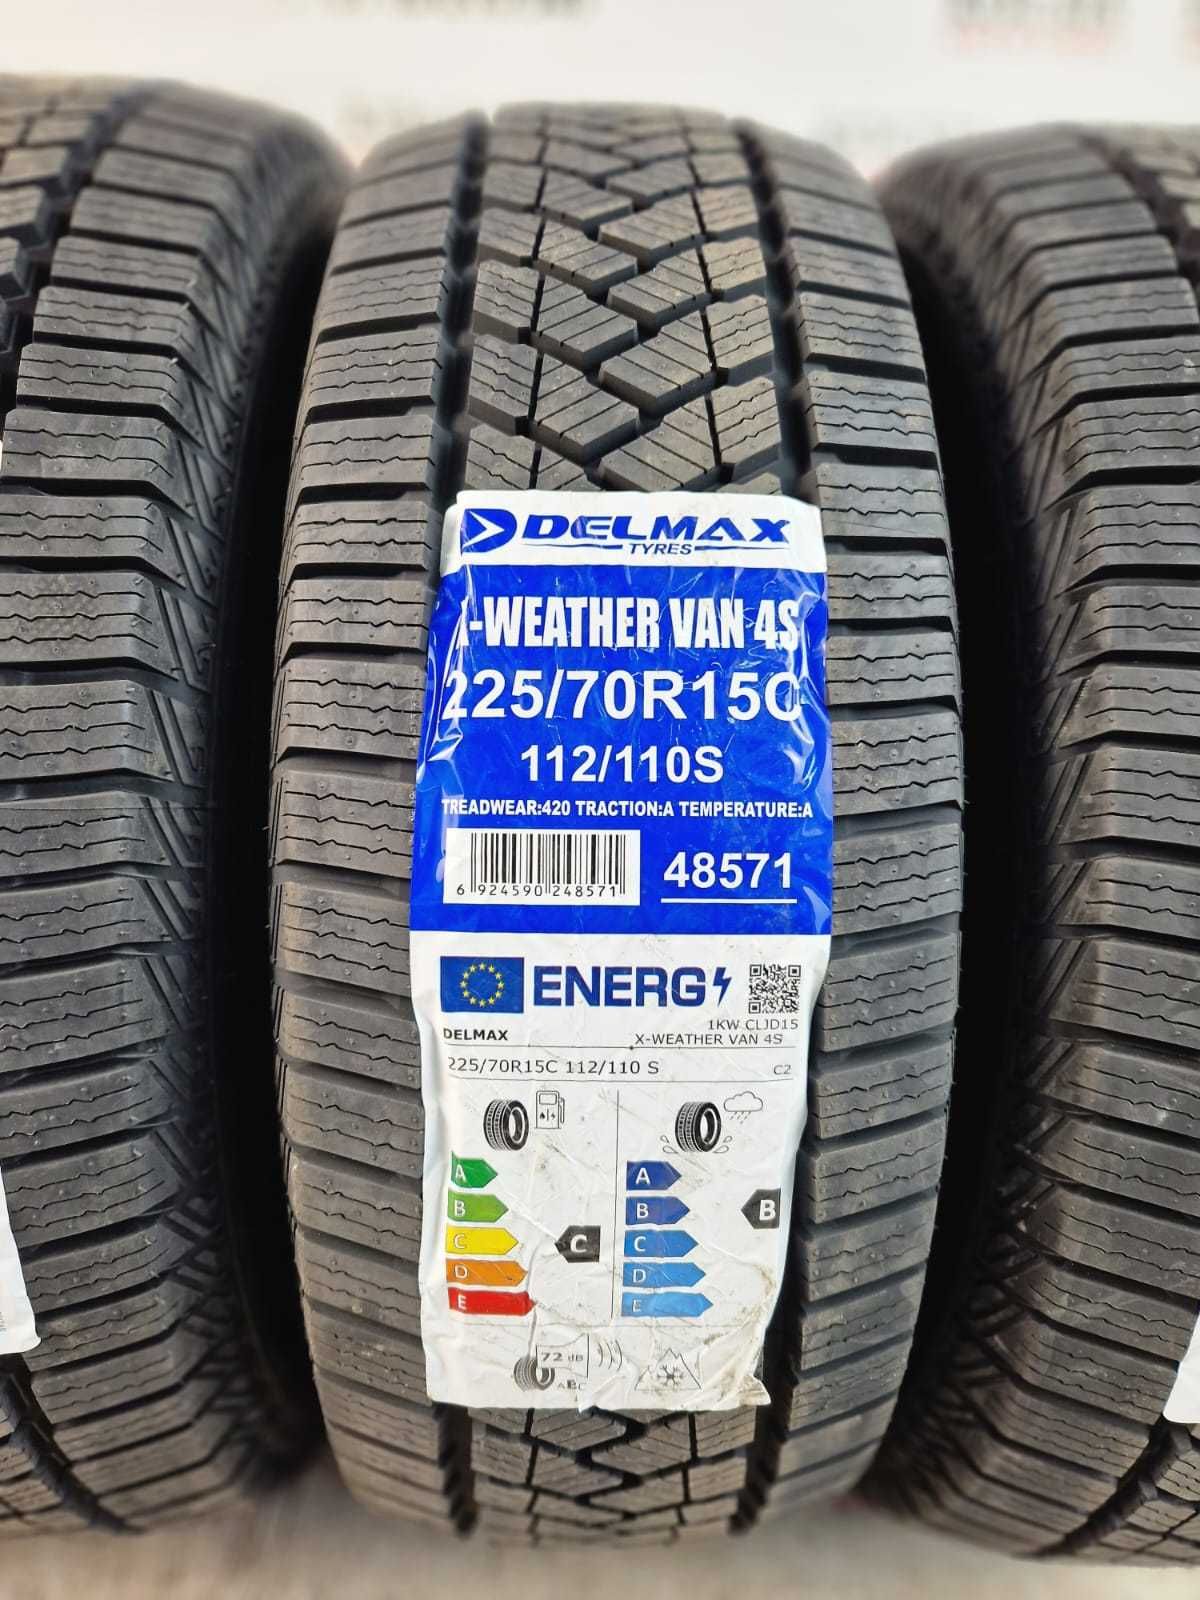 DELMAX
TYRES
X-WEATHER VAN 4S
225/70R15C
112/110S
TREADWEAR:420 TRACTION:A TEMPERATURE:A
6 924590 248571
48571
ENERG
1KW CLJD15
DELMAX
X-WEATHER VAN 4S
225/70R15C 112/110 S
C2
A
B
C
D
E
C
A
B
C
D
E
B
72 dB
ABC